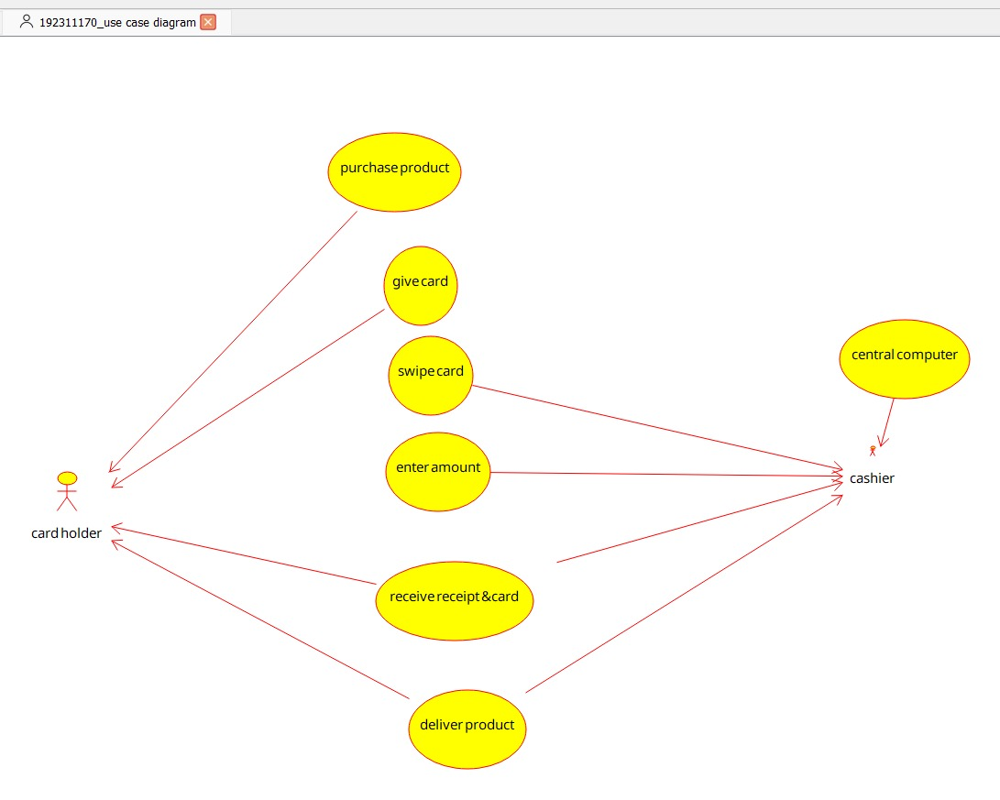 192311170_use case diagram
purchase product
give card
swipe card
central computer
enter amount
cashier
card holder
receive receipt &card
deliver product